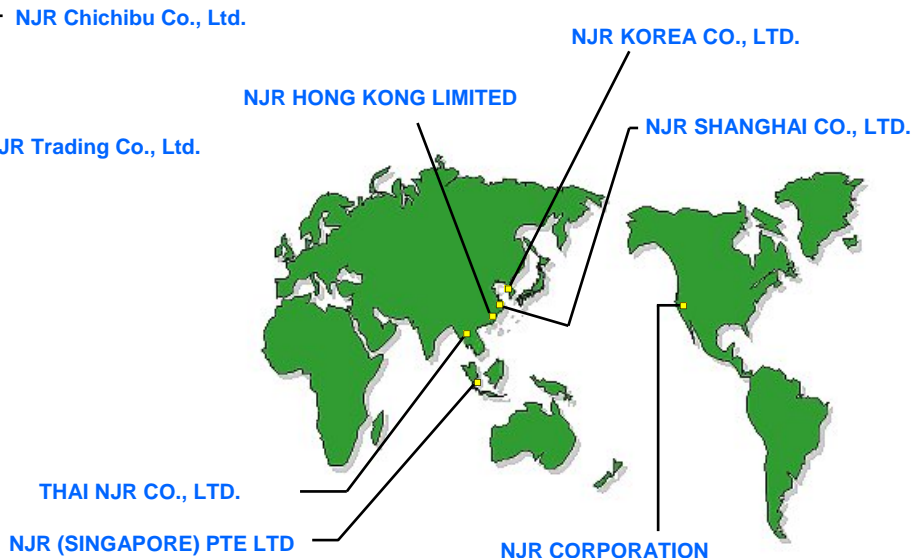 NJR Chichibu Co., Ltd.
NJR KOREA CO., LTD.
NJR HONG KONG LIMITED
NJR SHANGHAI CO., LTD.
JR Trading Co., Ltd.
THAI NJR CO., LTD.
NJR (SINGAPORE) PTE LTD
NJR CORPORATION